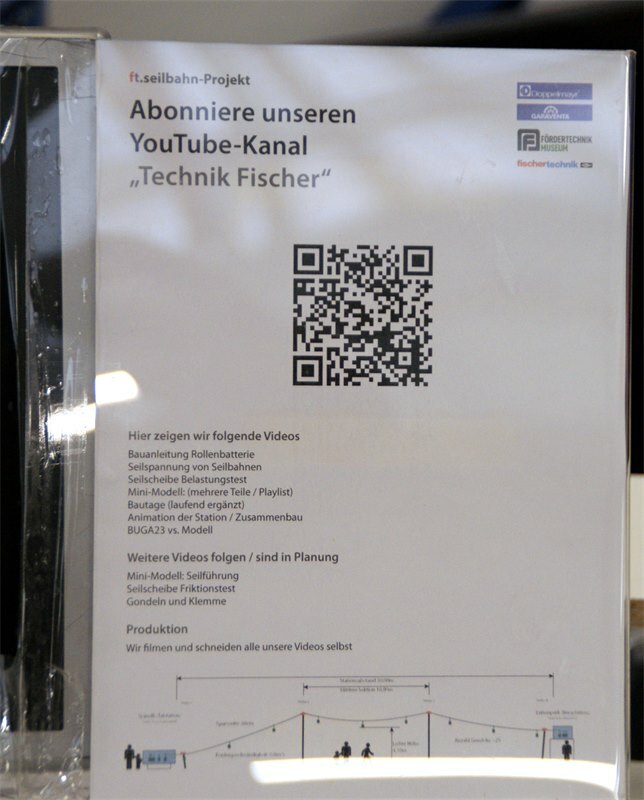 ft.seilbahn-Projekt
Abonniere unseren
YouTube-Kanal
„Technik Fischer“
Doppelmayr
GARAVENTA
FÖRDERTECHNIK
MUSEUM
fischertechnik
Hier zeigen wir folgende Videos
Bauanleitung Rollenbatterie
Seilspannung von Seilbahnen
Seilscheibe Belastungstest
Mini-Modell: (mehrere Teile / Playlist)
Bautage (laufend ergänzt)
Animation der Station / Zusammenbau
BUGA23 vs. Modell
Weitere Videos folgen / sind in Planung
Mini-Modell: Seilführung
Seilscheibe Friktionstest
Gondeln und Klemme
Produktion
Wir filmen und schneiden alle unsere Videos selbst